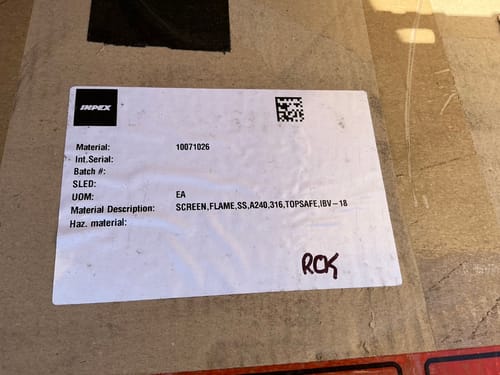 INPEX
Material: 10071026
Int.Serial:
Batch #:
SLED:
UOM: EA
Material Description: SCREEN,FLAME,SS,A240,316,TOPSAFE,IBV-18
Haz. material:
RCK